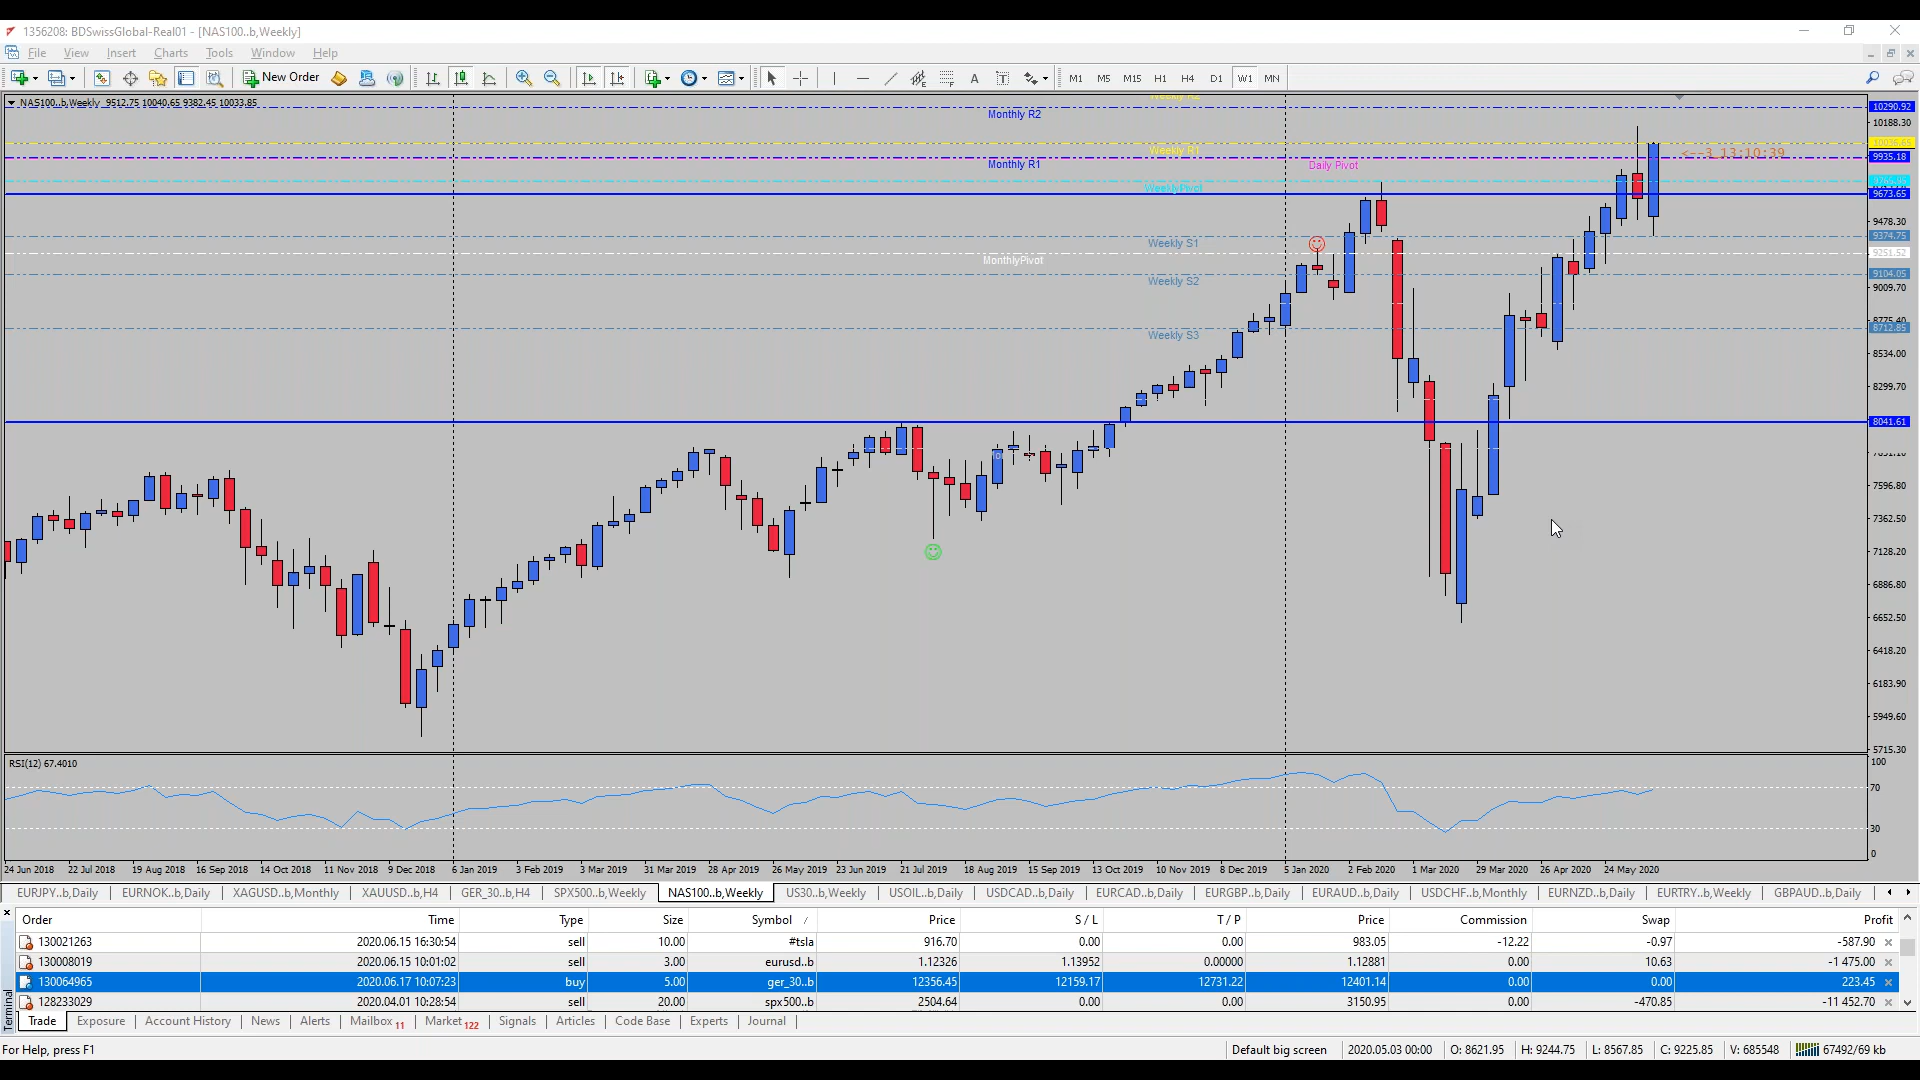 1356208: BDSwissGlobal-Real01 - [NAS100..b,Weekly]
File View Insert Charts Tools Window Help
New Order M1 M5 M15 H1 H4 D1 W1 MN
NAS100..b,Weekly 9512.75 10040.65 9382.45 10033.85
10290.92
Monthly R2
10188.30
Weekly R1
<--3_13:10:39
9935.18
Monthly R1
Daily Pivot
WeeklyPivot
9673.65
9478.30
9374.75
Weekly S1
9251.52
MonthlyPivot
9104.05
Weekly S2
9009.70
8775.40
8712.85
Weekly S3
8534.00
8299.70
8041.61
7596.80
7362.50
7128.20
6886.80
6652.50
6418.20
6183.90
5949.60
5715.30
RSI(12) 67.4010
100
70
30
0
24 Jun 2018 22 Jul 2018 19 Aug 2018 16 Sep 2018 14 Oct 2018 11 Nov 2018 9 Dec 2018 6 Jan 2019 3 Feb 2019 3 Mar 2019 31 Mar 2019 28 Apr 2019 26 May 2019 23 Jun 2019 21 Jul 2019 18 Aug 2019 15 Sep 2019 13 Oct 2019 10 Nov 2019 8 Dec 2019 5 Jan 2020 2 Feb 2020 1 Mar 2020 29 Mar 2020 26 Apr 2020 24 May 2020
EURJPY..b,Daily EURNOK..b,Daily XAGUSD..b,Monthly XAUUSD..b,H4 GER_30..b,H4 SPX500..b,Weekly NAS100..b,Weekly US30..b,Weekly USOIL..b,Daily USDCAD..b,Daily EURCAD..b,Daily EURGBP..b,Daily EURAUD..b,Daily USDCHF..b,Monthly EURNZD..b,Daily EURTRY..b,Weekly GBPAUD..b,Daily
Order Time Type Size Symbol / Price S / L T / P Price Commission Swap Profit
130021263 2020.06.15 16:30:54 sell 10.00 #tsla 916.70 0.00 0.00 983.05 -12.22 -0.97 -587.90
130008019 2020.06.15 10:01:02 sell 3.00 eurusd..b 1.12326 1.13952 0.00000 1.12881 0.00 10.63 -1 475.00
130064965 2020.06.17 10:07:23 buy 5.00 ger_30..b 12356.45 12159.17 12731.22 12401.14 0.00 0.00 223.45
128233029 2020.04.01 10:28:54 sell 20.00 spx500..b 2504.64 0.00 0.00 3150.95 0.00 -470.85 -11 452.70
Terminal
Trade Exposure Account History News Alerts Mailbox 11 Market 122 Signals Articles Code Base Experts Journal
For Help, press F1 Default big screen 2020.05.03 00:00 O: 8621.95 H: 9244.75 L: 8567.85 C: 9225.85 V: 685548 67492/69 kb